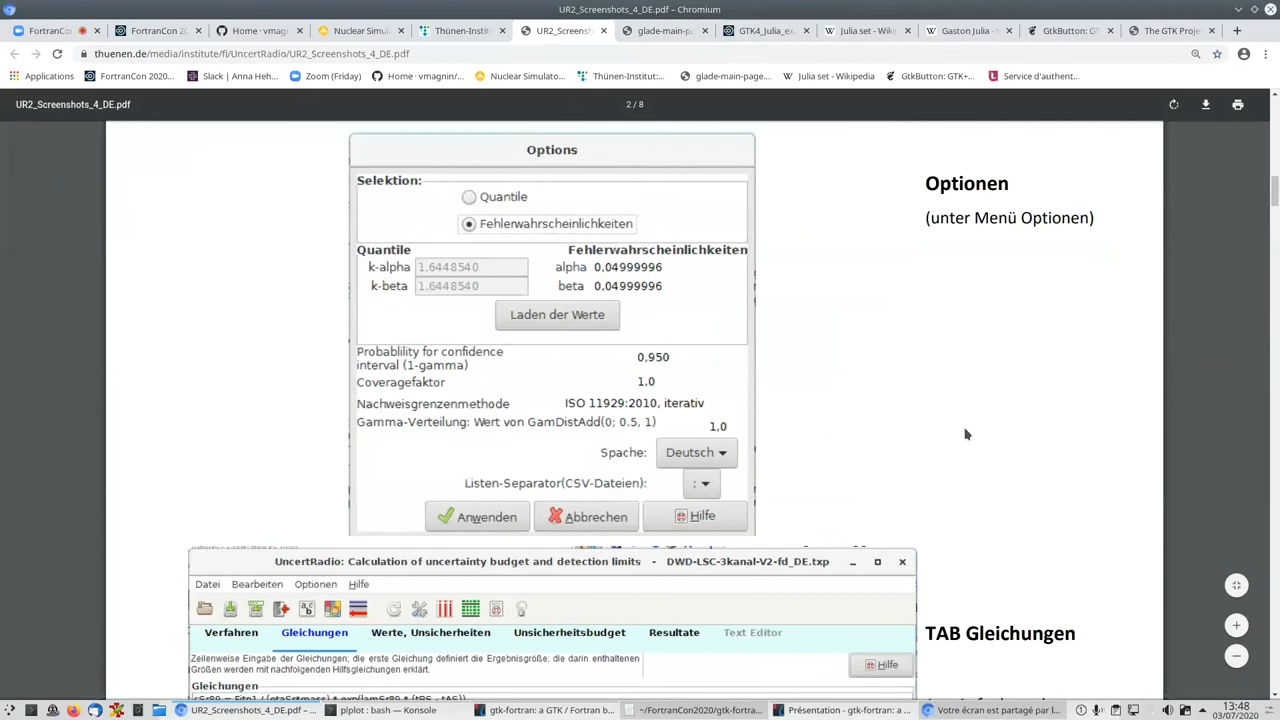 UR2_Screenshots_4_DE.pdf - Chromium
FortranCon
FortranCon 2
Home · vmagn
Nuclear Simul
Thünen-Instit
UR2_Screensh
glade-main-p
GTK4_Julia_ex
Julia set - Wiki
Gaston Julia -
GtkButton: GT
The GTK Proje
thuenen.de/media/institute/fi/UncertRadio/UR2_Screenshots_4_DE.pdf
Applications
FortranCon 2020...
Slack | Anna Heh...
Zoom (Friday)
Home · vmagnin/...
Nuclear Simulato...
Thünen-Institut:...
glade-main-page....
Julia set - Wikipedia
GtkButton: GTK+...
Service d'authent...
UR2_Screenshots_4_DE.pdf
2 / 8
Options
Selektion:
Quantile
Fehlerwahrscheinlichkeiten
Quantile
Fehlerwahrscheinlichkeiten
k-alpha 1.6448540 alpha 0,04999996
k-beta 1.6448540 beta 0,04999996
Laden der Werte
Probablility for confidence
interval (1-gamma)
0,950
Coveragefaktor 1,0
Nachweisgrenzenmethode ISO 11929:2010, iterativ
Gamma-Verteilung: Wert von GamDistAdd(0; 0.5, 1) 1,0
Spache: Deutsch
Listen-Separator(CSV-Dateien): ;
Anwenden Abbrechen Hilfe
Optionen
(unter Menü Optionen)
UncertRadio: Calculation of uncertainty budget and detection limits - DWD-LSC-3kanal-V2-fd_DE.txp
Datei Bearbeiten Optionen Hilfe
Verfahren Gleichungen Werte, Unsicherheiten Unsicherheitsbudget Resultate Text Editor
Zeilenweise Eingabe der Gleichungen; die erste Gleichung definiert die Ergebnisgröße; die darin enthaltenen
Größen werden mit nachfolgenden Hilfsgleichungen erklärt.
Hilfe
Gleichungen
TAB Gleichungen
UR2_Screenshots_4_DE.pdf - ...
plplot : bash — Konsole
gtk-fortran: a GTK / Fortran b...
~/FortranCon2020/gtk-fortra...
Présentation - gtk-fortran: a ...
Votre écran est partagé par l...
13:48
03/07/2020